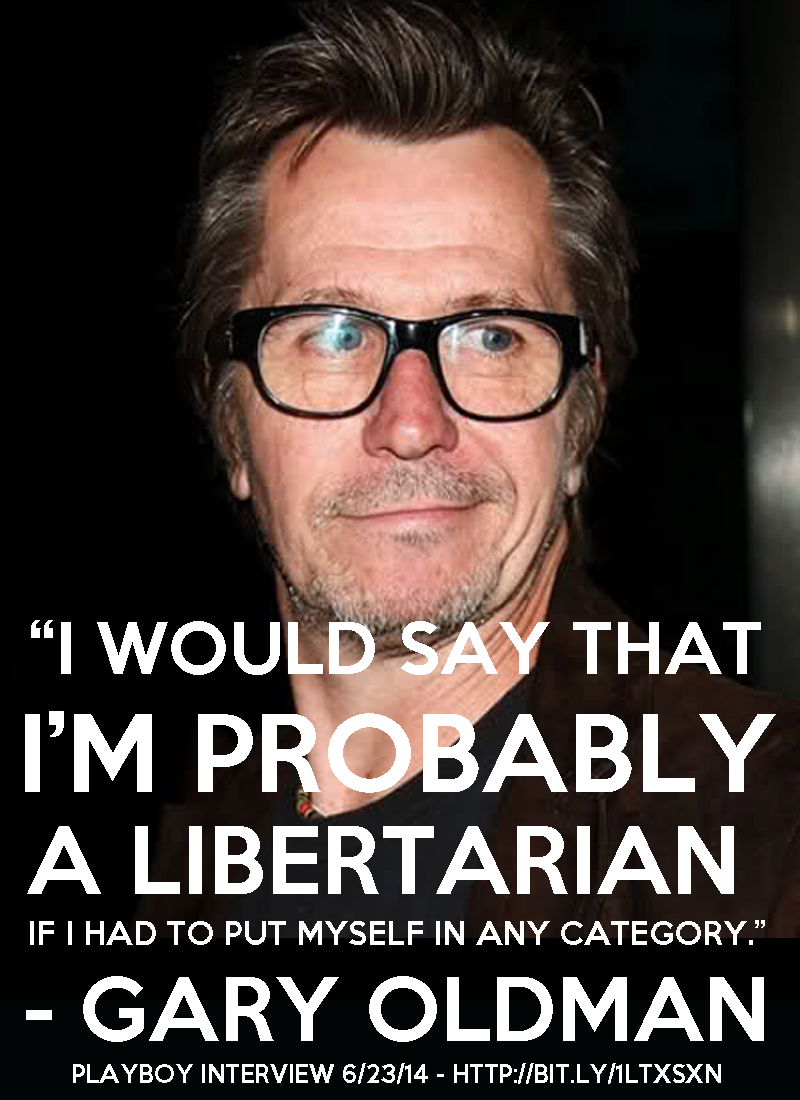 “I WOULD SAY THAT
I’M PROBABLY
A LIBERTARIAN
IF I HAD TO PUT MYSELF IN ANY CATEGORY.”
- GARY OLDMAN
PLAYBOY INTERVIEW 6/23/14 - HTTP://BIT.LY/1LTXSXN